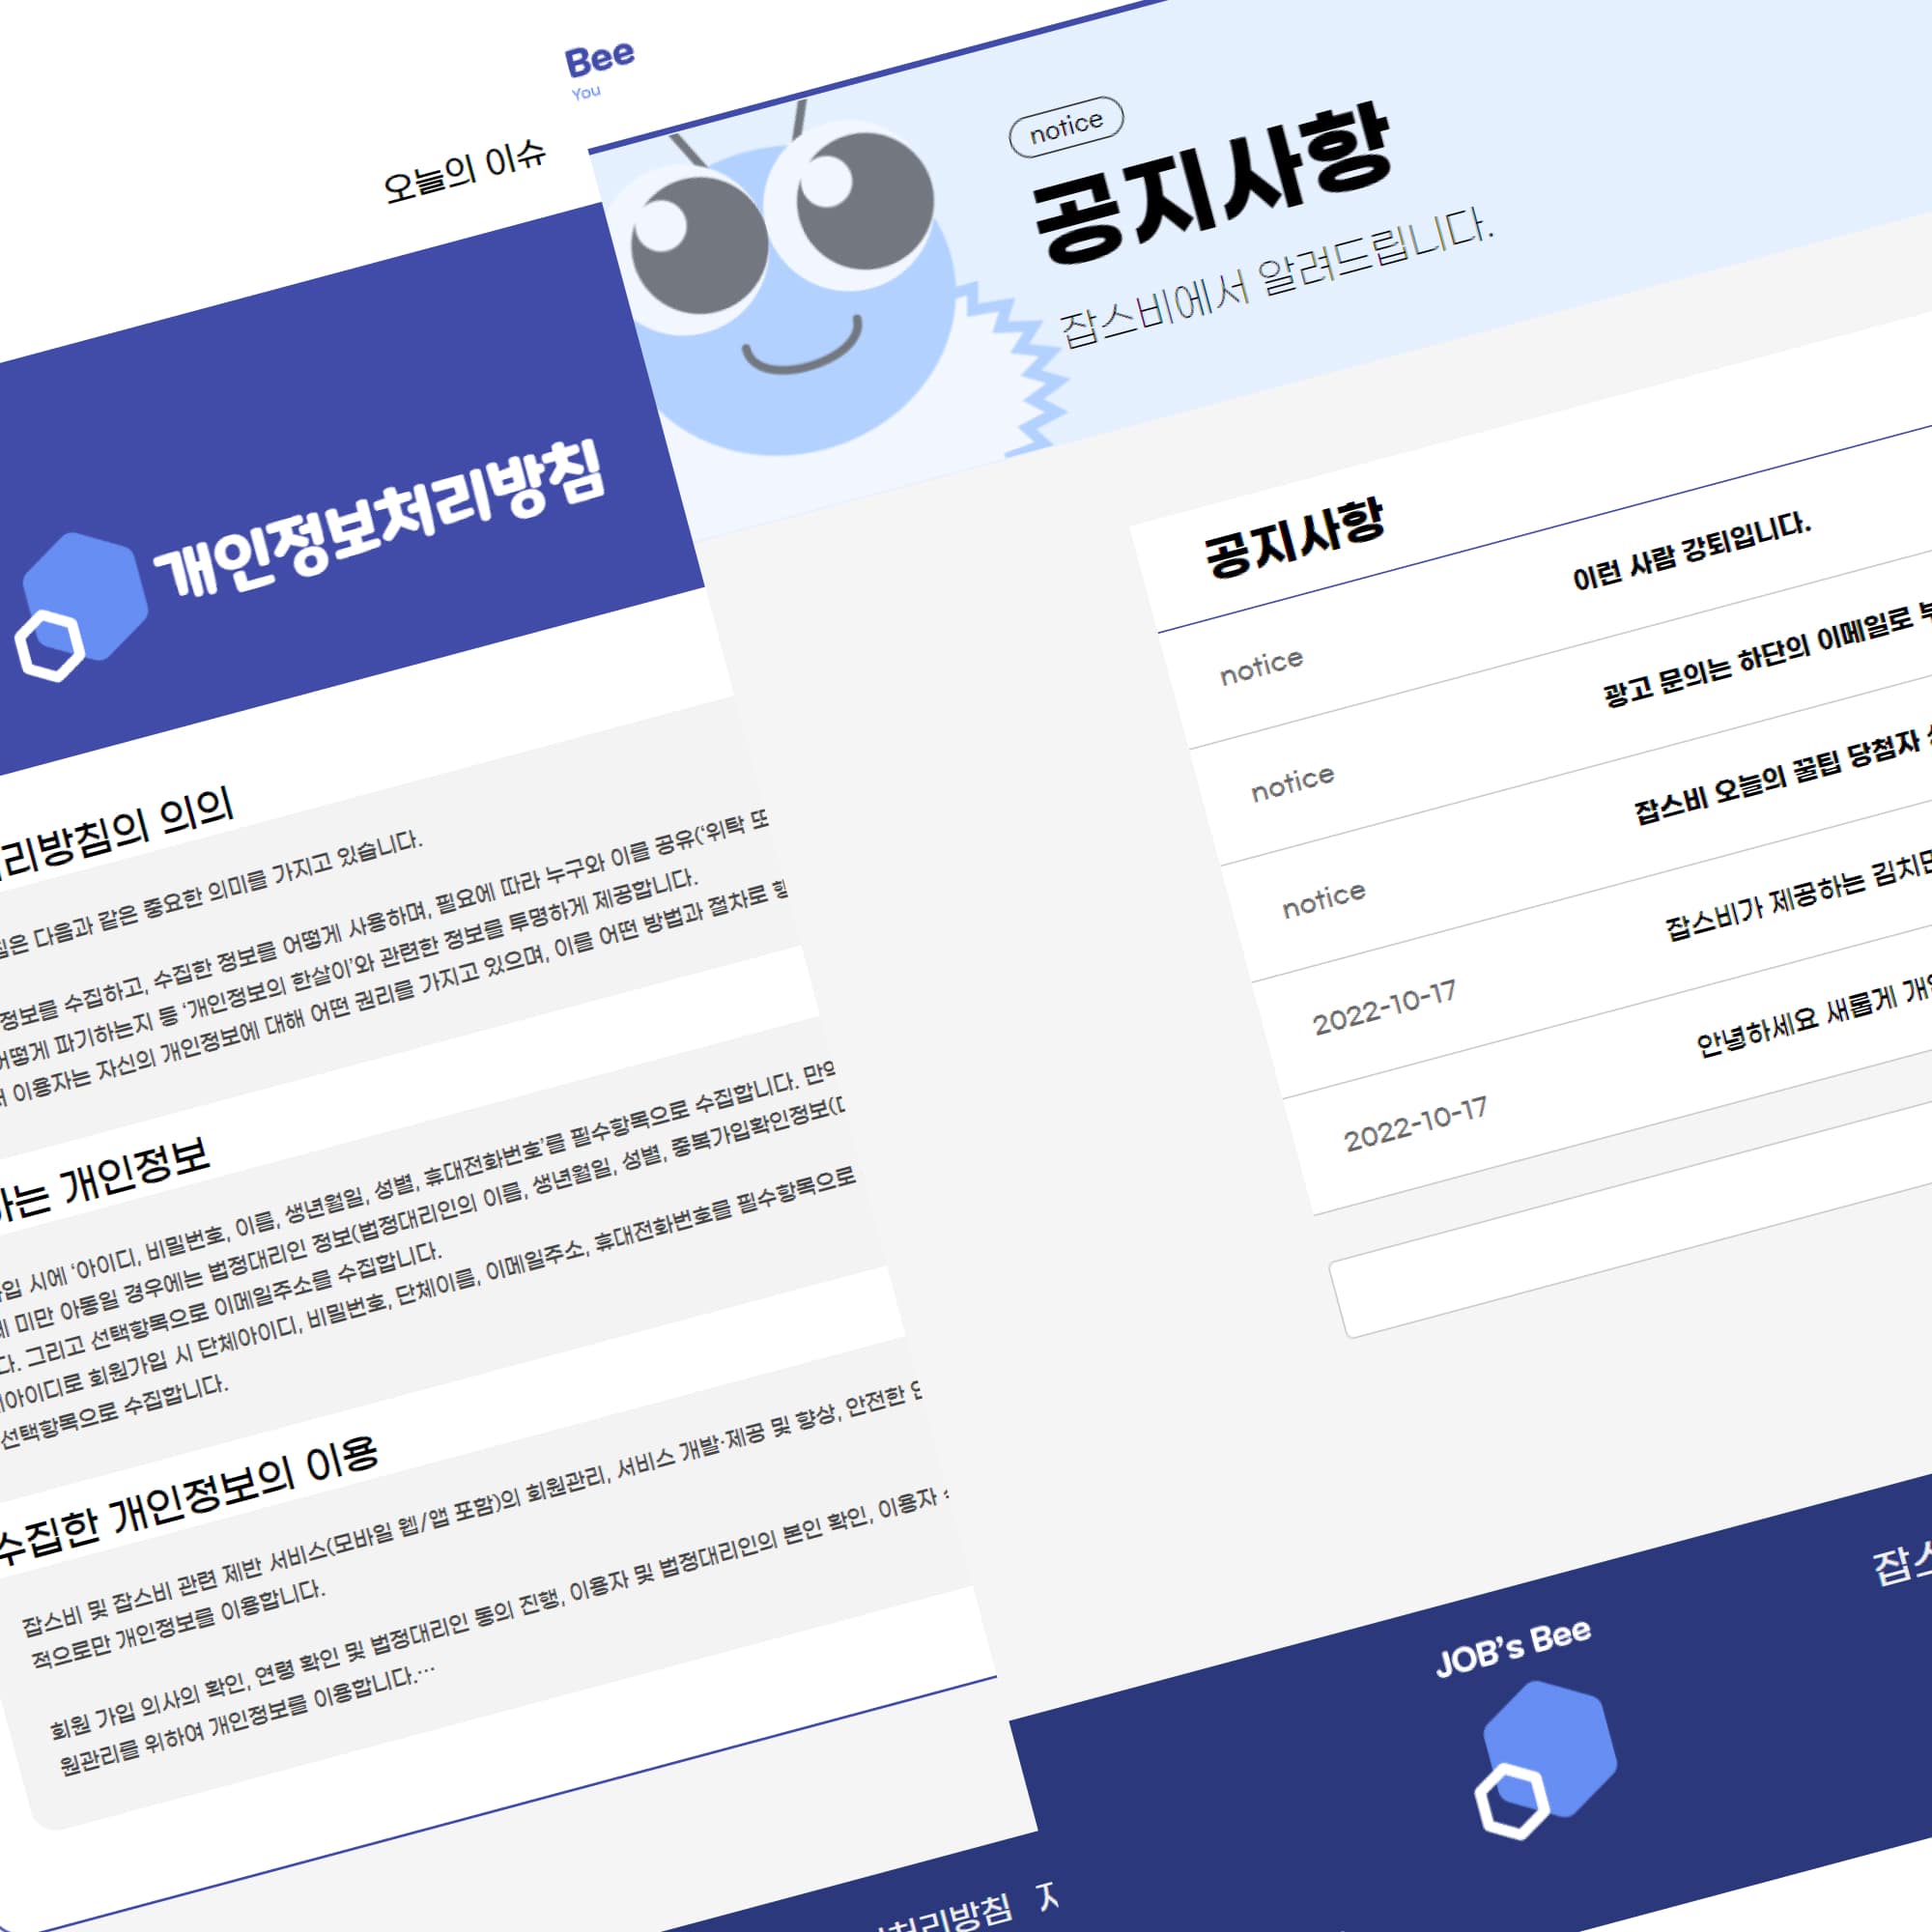 Bee
You
오늘의 이슈
개인정보처리방침
리방침의 의의
다음과 같은 중요한 의미를 가지고 있습니다.
정보를 수집하고, 수집한 정보를 어떻게 사용하며, 필요에 따라 누구와 이를 공유(‘위탁
어떻게 파기하는지 등 ‘개인정보의 한살이’와 관련한 정보를 투명하게 제공합니다.
이용자는 자신의 개인정보에 대해 어떤 권리를 가지고 있으며, 이를 어떤 방법과 절차로
하는 개인정보
시에 ‘아이디, 비밀번호, 이름, 생년월일, 성별, 휴대전화번호’를 필수항목으로 수집합니다.
미만 아동일 경우에는 법정대리인 정보(법정대리인의 이름, 생년월일, 성별, 중복가입확인정보(
다. 그리고 선택항목으로 이메일주소를 수집합니다.
아이디로 회원가입 시 단체아이디, 비밀번호, 단체이름, 이메일주소, 휴대전화번호를 필수항목으로
선택항목으로 수집합니다.
수집한 개인정보의 이용
잡스비 및 잡스비 관련 제반 서비스(모바일 웹/앱 포함)의 회원관리, 서비스 개발·제공 및 향상, 안전한
적으로만 개인정보를 이용합니다.
회원 가입 의사의 확인, 연령 확인 및 법정대리인 동의 진행, 이용자 및 법정대리인의 본인 확인, 이용자
원관리를 위하여 개인정보를 이용합니다.…
처리방침
notice
공지사항
잡스비에서 알려드립니다.
공지사항
notice 이런 사람 강퇴입니다.
notice 광고 문의는 하단의 이메일로
notice 잡스비 오늘의 꿀팁 당첨자
2022-10-17 잡스비가 제공하는
2022-10-17 안녕하세요 새롭게
JOB’s Bee